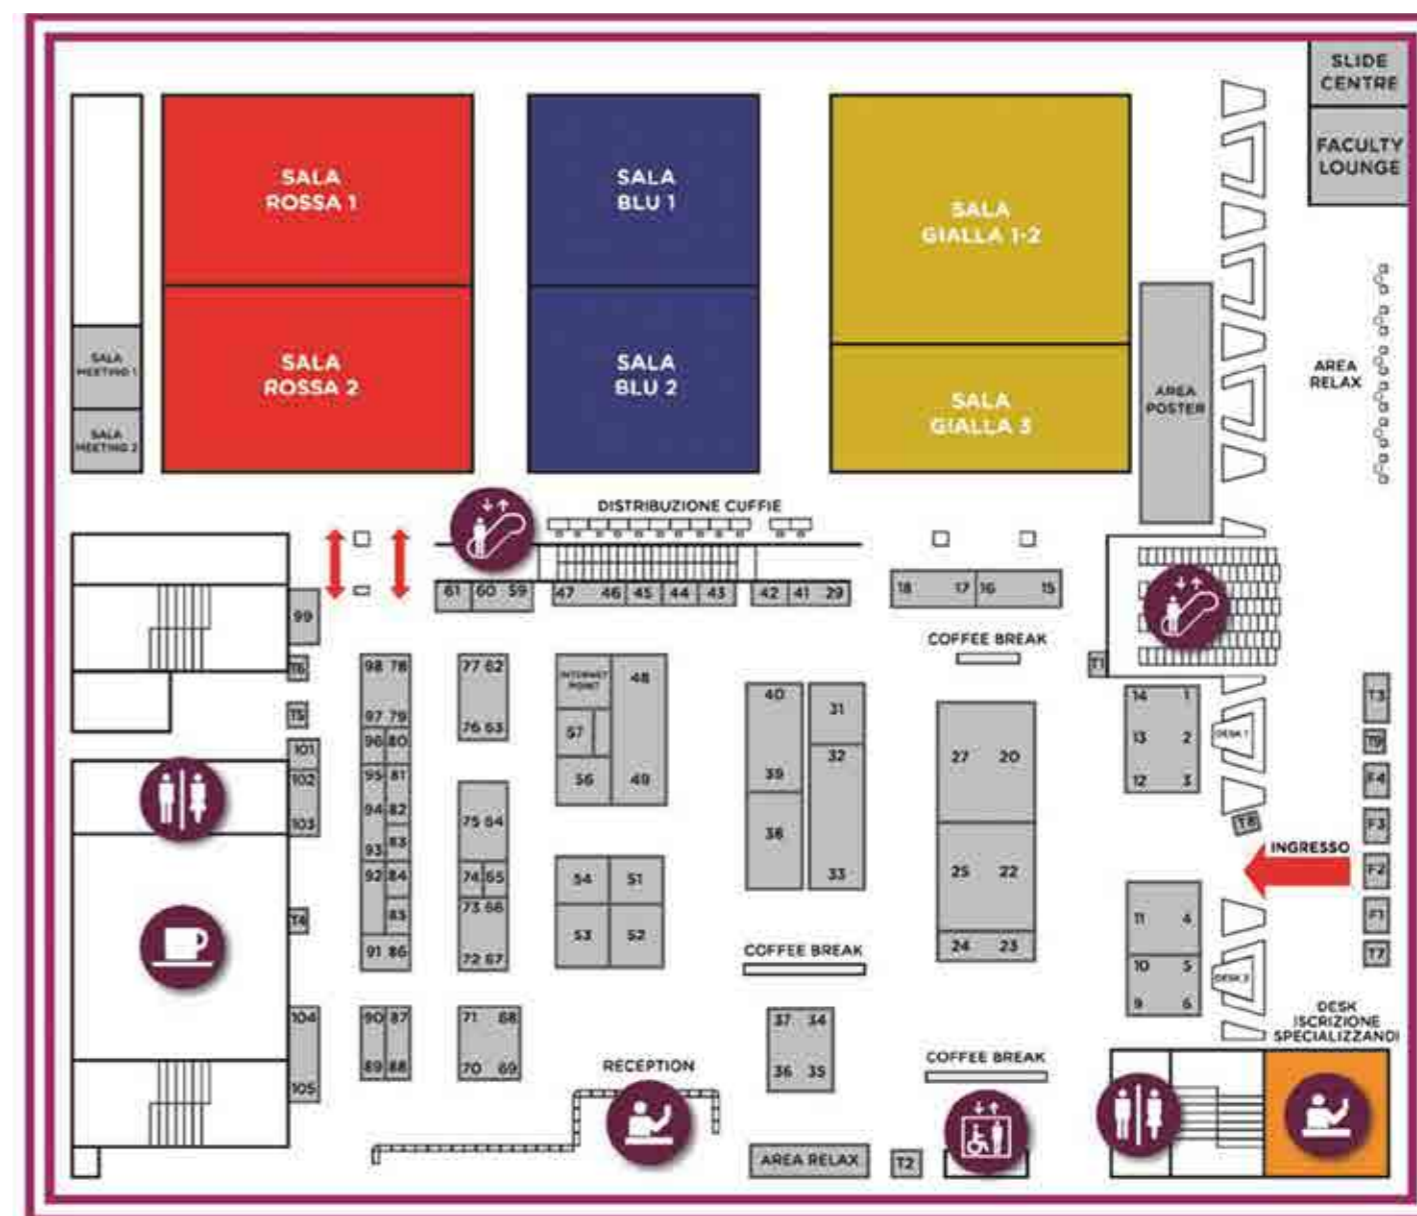 SLIDE
CENTRE
FACULTY
LOUNGE
SALA
ROSSA 1
SALA
BLU 1
SALA
GIALLA 1-2
SALA
MEETING 1
SALA
ROSSA 2
SALA
BLU 2
SALA
GIALLA 3
AREA
POSTER
AREA
RELAX
SALA
MEETING 2
DISTRIBUZIONE CUFFIE
61 60 59 47 46 45 44 43 42 41 29 18 17 16 15
99
COFFEE BREAK
T6 T1
98 78 77 62
INTERNET
POINT
48
40 31 14 1 T3
97 79 76 63
T5
96 80 57
101
13 2 DESK 1 T9
95 81 56 49 39 32 27 20
102 12 3 F4
94 82 75 64
103 T8 F3
93 83 38
INGRESSO
92 84 74 65 54 51 33 25 22 F2
85 73 66
T4 11 4 F1
53 52
91 86 72 67 24 23 T7
COFFEE BREAK
10 5 DESK 2
9 6
104 90 87 71 68 37 34
DESK
ISCRIZIONE
SPECIALIZZANDI
89 88 70 69 36 35
105
RECEPTION
COFFEE BREAK
AREA RELAX
T2